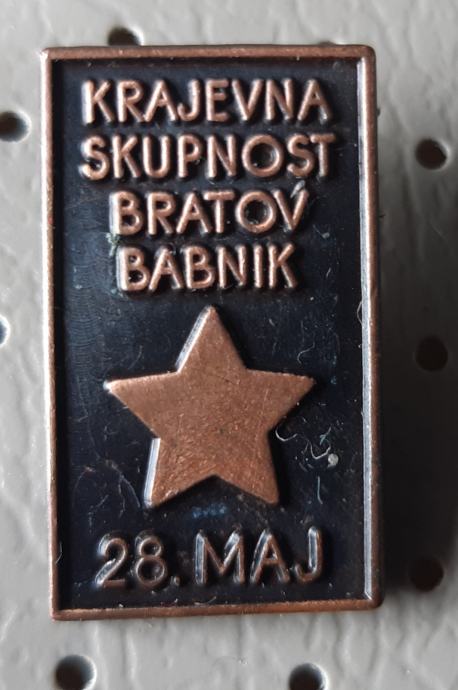 KRAJEVNA
SKUPNOST
BRATOV
BABNIK
28. MAJ